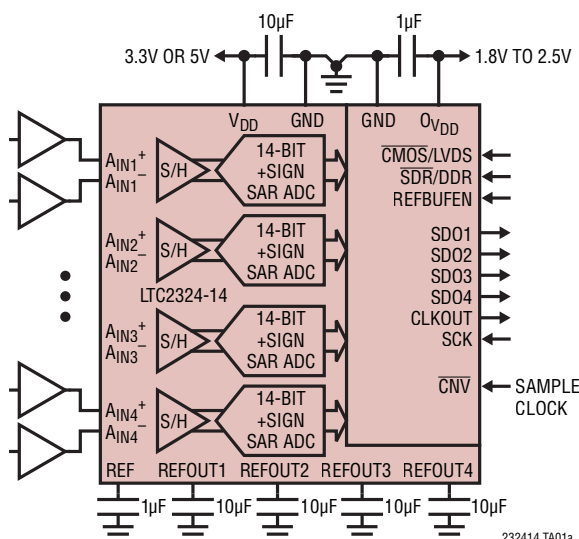 10µF
1µF
3.3V OR 5V
1.8V TO 2.5V
VDD
GND
GND
OVDD
AIN1+
AIN1–
S/H
14-BIT
+SIGN
SAR ADC
CMOS/LVDS
SDR/DDR
REFBUFEN
AIN2+
AIN2–
S/H
14-BIT
+SIGN
SAR ADC
SDO1
SDO2
SDO3
SDO4
CLKOUT
SCK
LTC2324-14
AIN3+
AIN3–
S/H
14-BIT
+SIGN
SAR ADC
CNV
SAMPLE
CLOCK
AIN4+
AIN4–
S/H
14-BIT
+SIGN
SAR ADC
REF
REFOUT1
REFOUT2
REFOUT3
REFOUT4
1µF
10µF
10µF
10µF
10µF
232414 TA01a